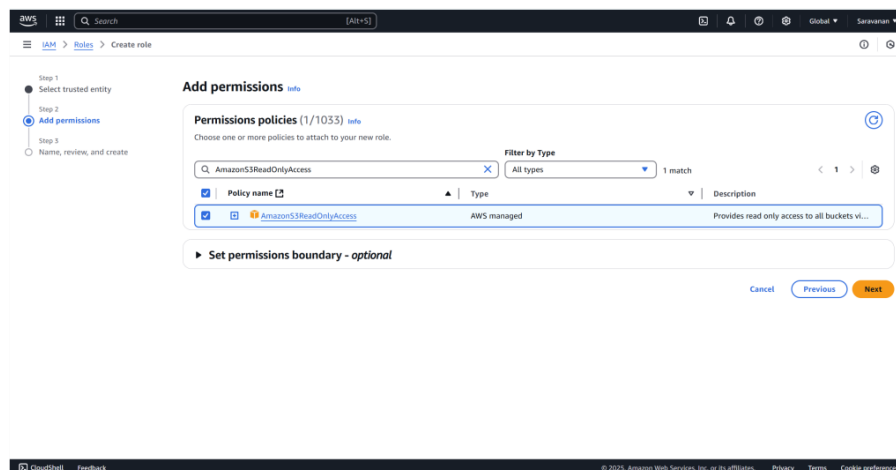 aws Search [Alt+S] Global Saravanan
IAM > Roles > Create role
Step 1
Select trusted entity
Step 2
Add permissions
Step 3
Name, review, and create
Add permissions Info
Permissions policies (1/1033) Info
Choose one or more policies to attach to your new role.
Filter by Type
AmazonS3ReadOnlyAccess All types 1 match 1
Policy name Type Description
AmazonS3ReadOnlyAccess AWS managed Provides read only access to all buckets vi...
Set permissions boundary - optional
Cancel Previous Next
CloudShell Feedback © 2025, Amazon Web Services, Inc. or its affiliates. Privacy Terms Cookie preference